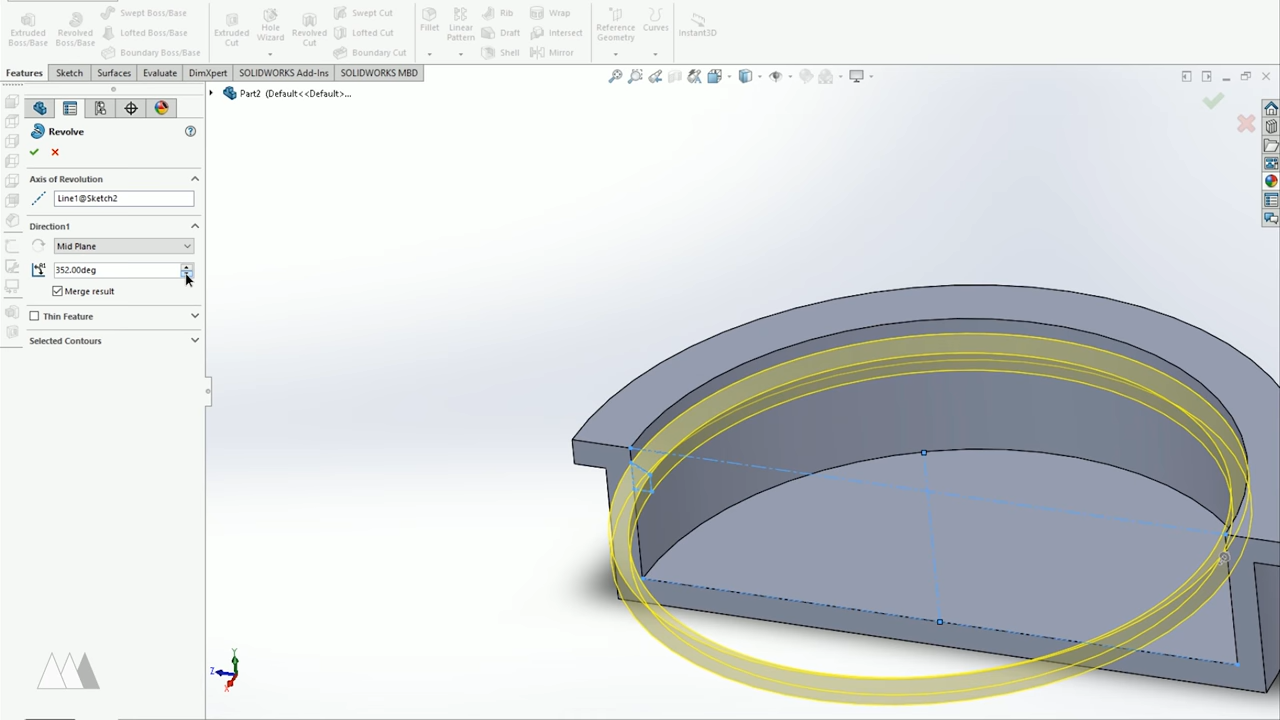 Extruded Boss/Base
Revolved Boss/Base
Swept Boss/Base
Lofted Boss/Base
Boundary Boss/Base
Extruded Cut
Hole Wizard
Revolved Cut
Swept Cut
Lofted Cut
Boundary Cut
Fillet
Linear Pattern
Rib
Draft
Shell
Wrap
Intersect
Mirror
Reference Geometry
Curves
Instant3D
Features Sketch Surfaces Evaluate DimXpert SOLIDWORKS Add-Ins SOLIDWORKS MBD
Part2 (Default<<Default>...
Revolve
Axis of Revolution
Line1@Sketch2
Direction1
Mid Plane
352.00deg
Merge result
Thin Feature
Selected Contours
Y
Z
X